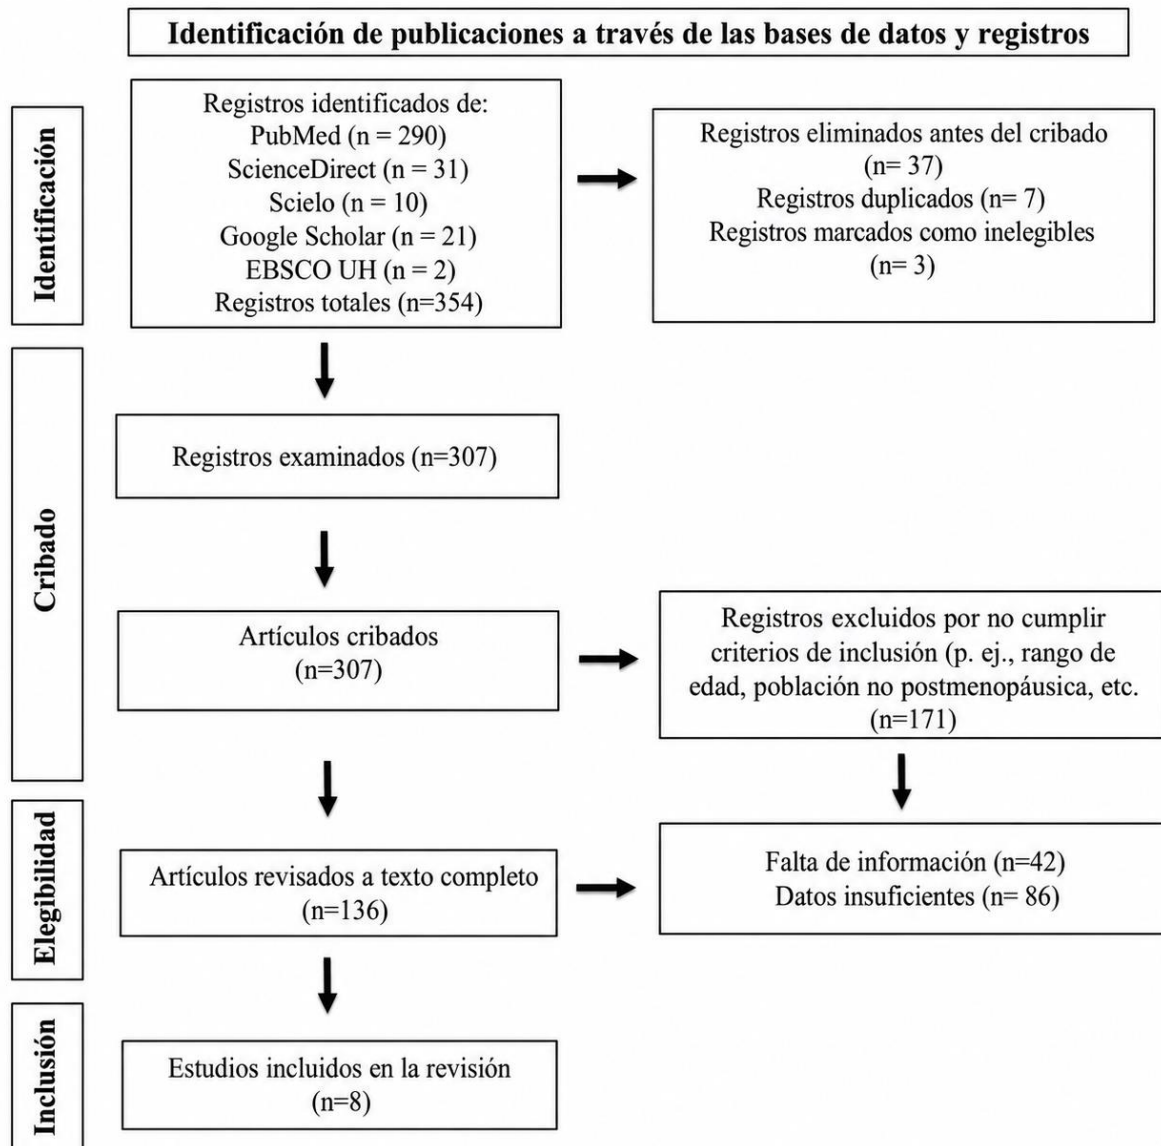 Identificación de publicaciones a través de las bases de datos y registros
Identificación
Registros identificados de:
PubMed (n = 290)
ScienceDirect (n = 31)
Scielo (n = 10)
Google Scholar (n = 21)
EBSCO UH (n = 2)
Registros totales (n=354)
Registros eliminados antes del cribado
(n= 37)
Registros duplicados (n= 7)
Registros marcados como inelegibles
(n= 3)
Cribado
Registros examinados (n=307)
Artículos cribados
(n=307)
Registros excluidos por no cumplir
criterios de inclusión (p. ej., rango de
edad, población no postmenopáusica, etc.
(n=171)
Elegibilidad
Artículos revisados a texto completo
(n=136)
Falta de información (n=42)
Datos insuficientes (n= 86)
Inclusión
Estudios incluidos en la revisión
(n=8)